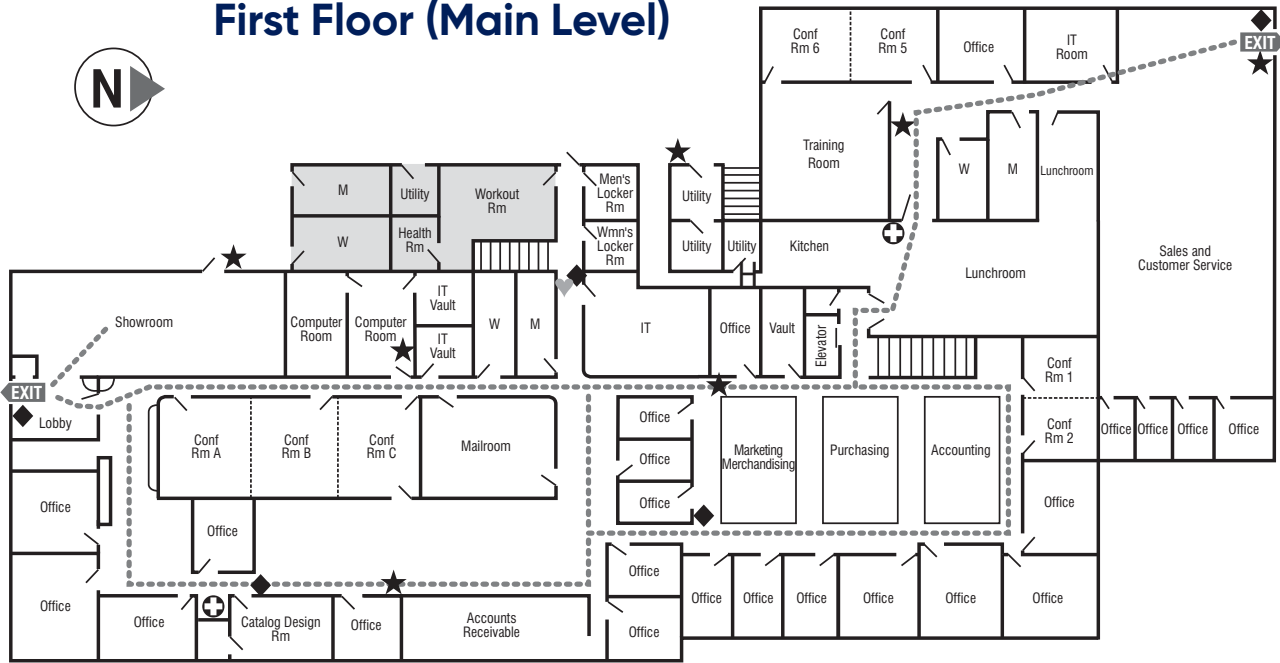 First Floor (Main Level)
N
EXIT
Conf
Rm 6
Conf
Rm 5
Office
IT
Room
Training
Room
W
M
Lunchroom
Sales and
Customer Service
Lunchroom
Kitchen
Utility
Utility
Utility
Men's
Locker
Rm
Wmn's
Locker
Rm
M
Utility
Workout
Rm
W
Health
Rm
Showroom
Computer
Room
Computer
Room
IT
Vault
IT
Vault
W
M
IT
Office
Vault
Elevator
Conf
Rm 1
Conf
Rm 2
Office
Office
Office
Office
EXIT
Lobby
Conf
Rm A
Conf
Rm B
Conf
Rm C
Mailroom
Office
Office
Office
Marketing
Merchandising
Purchasing
Accounting
Office
Office
Office
Office
Office
Office
Catalog Design
Rm
Office
Accounts
Receivable
Office
Office
Office
Office
Office
Office
Office
Office